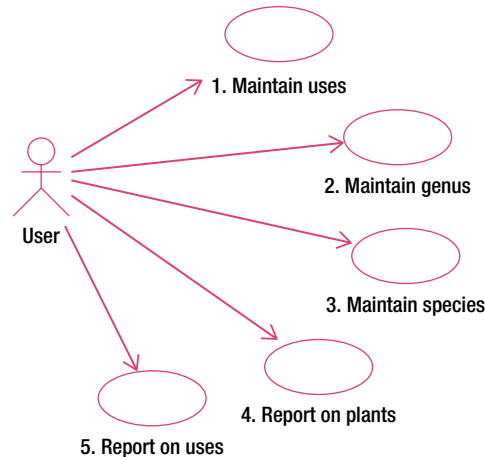 1. Maintain uses
2. Maintain genus
User
3. Maintain species
4. Report on plants
5. Report on uses